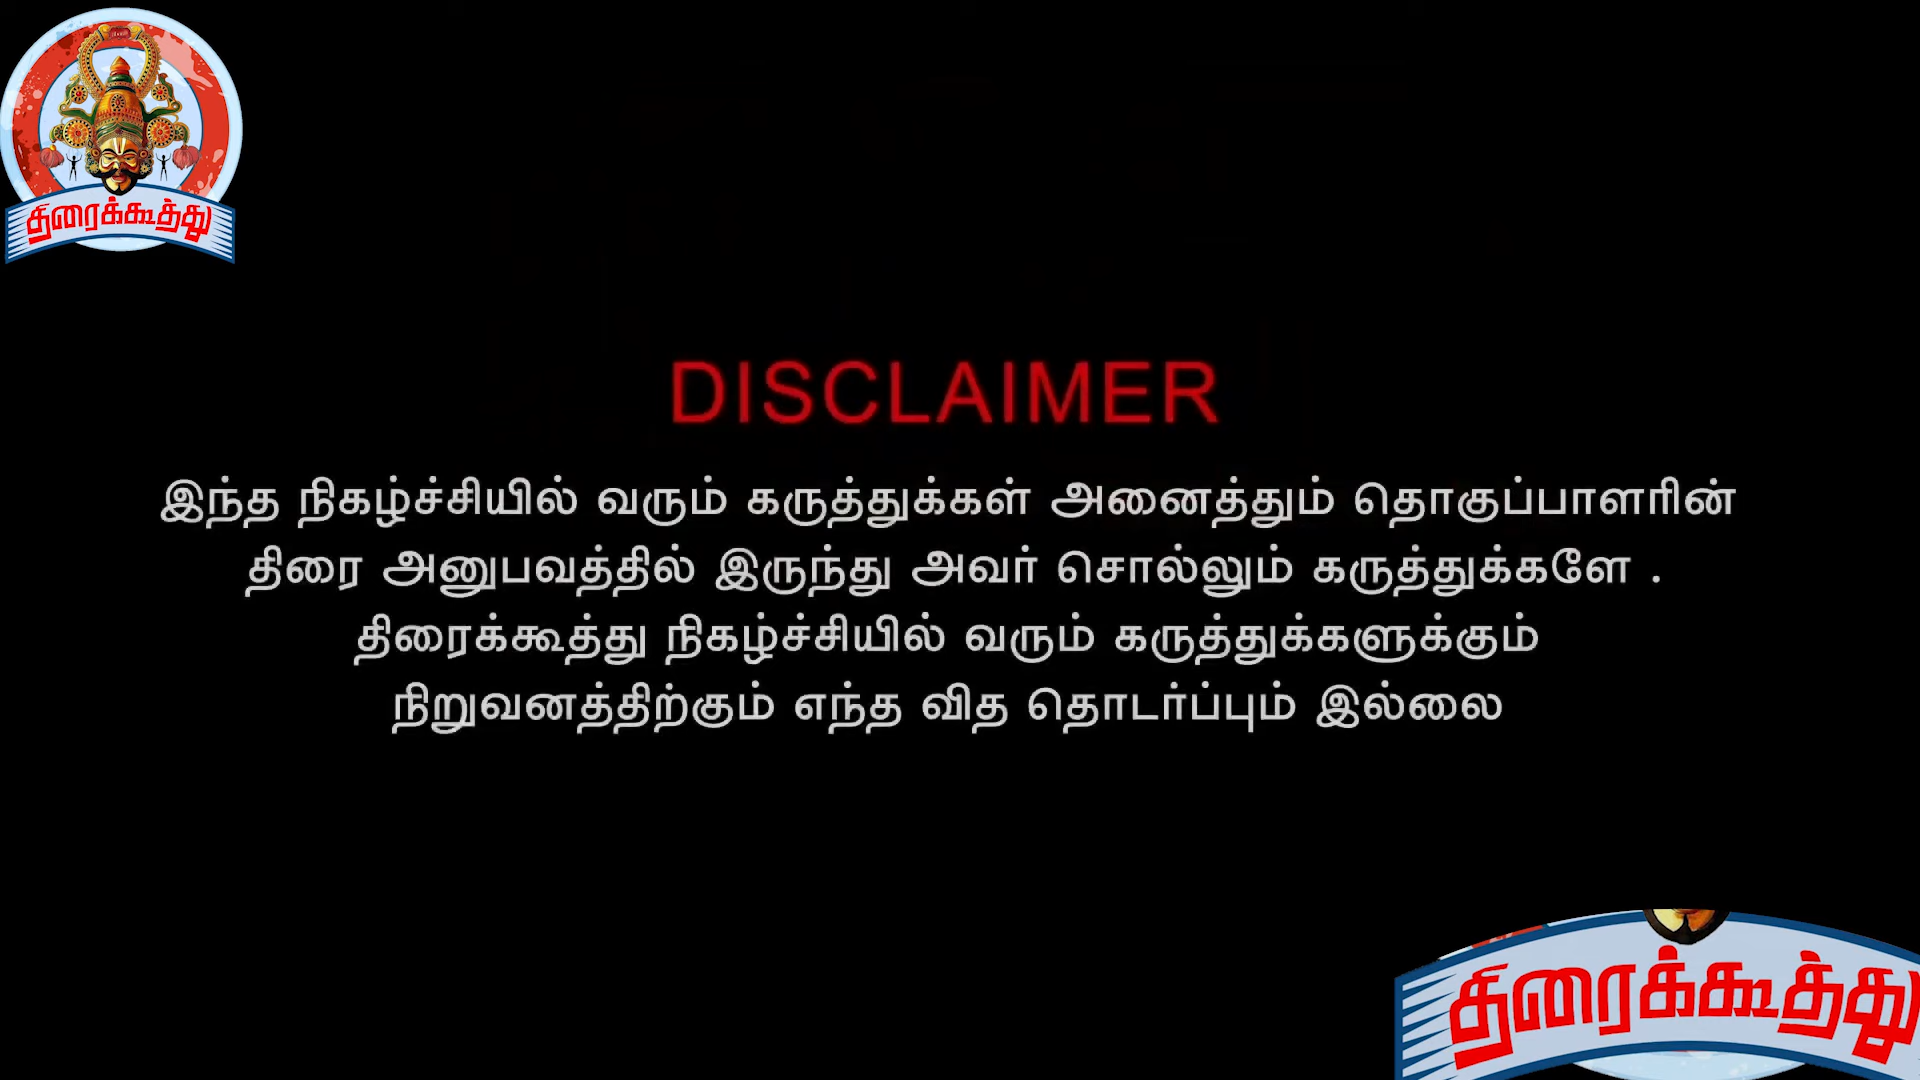 திரைக்கூத்து
DISCLAIMER
இந்த நிகழ்ச்சியில் வரும் கருத்துக்கள் அனைத்தும் தொகுப்பாளரின்
திரை அனுபவத்தில் இருந்து அவர் சொல்லும் கருத்துக்களே .
திரைக்கூத்து நிகழ்ச்சியில் வரும் கருத்துக்களுக்கும்
நிறுவனத்திற்கும் எந்த வித தொடர்ப்பும் இல்லை
திரைக்கூத்து